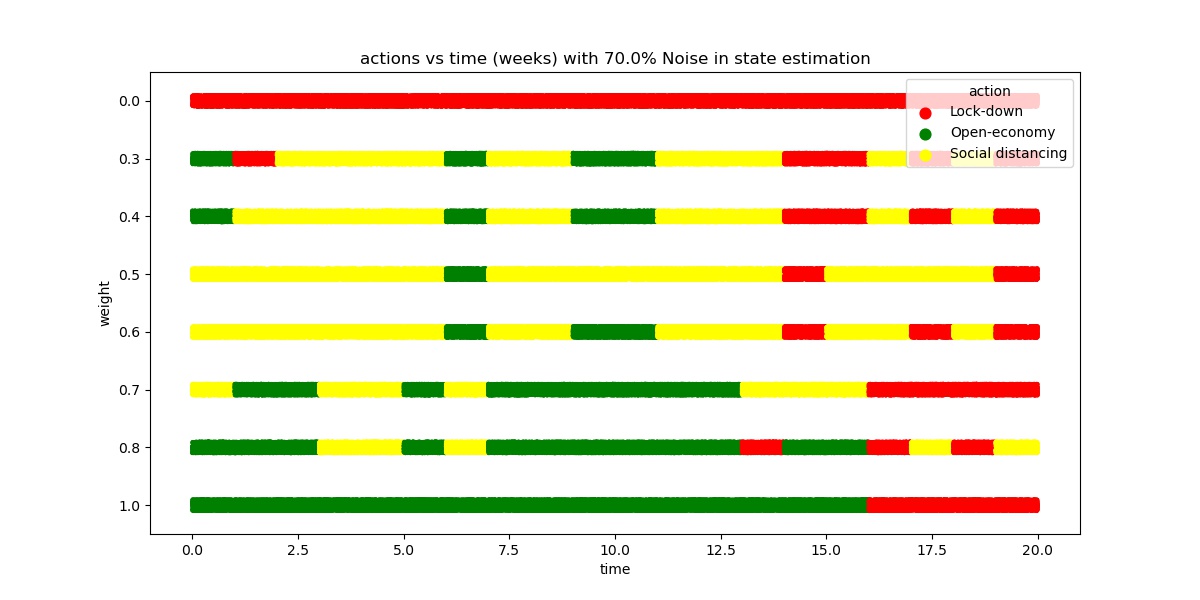 actions vs time (weeks) with 70.0% Noise in state estimation
action
Lock-down
Open-economy
Social distancing
weight
0.0
0.3
0.4
0.5
0.6
0.7
0.8
1.0
0.0 2.5 5.0 7.5 10.0 12.5 15.0 17.5 20.0
time